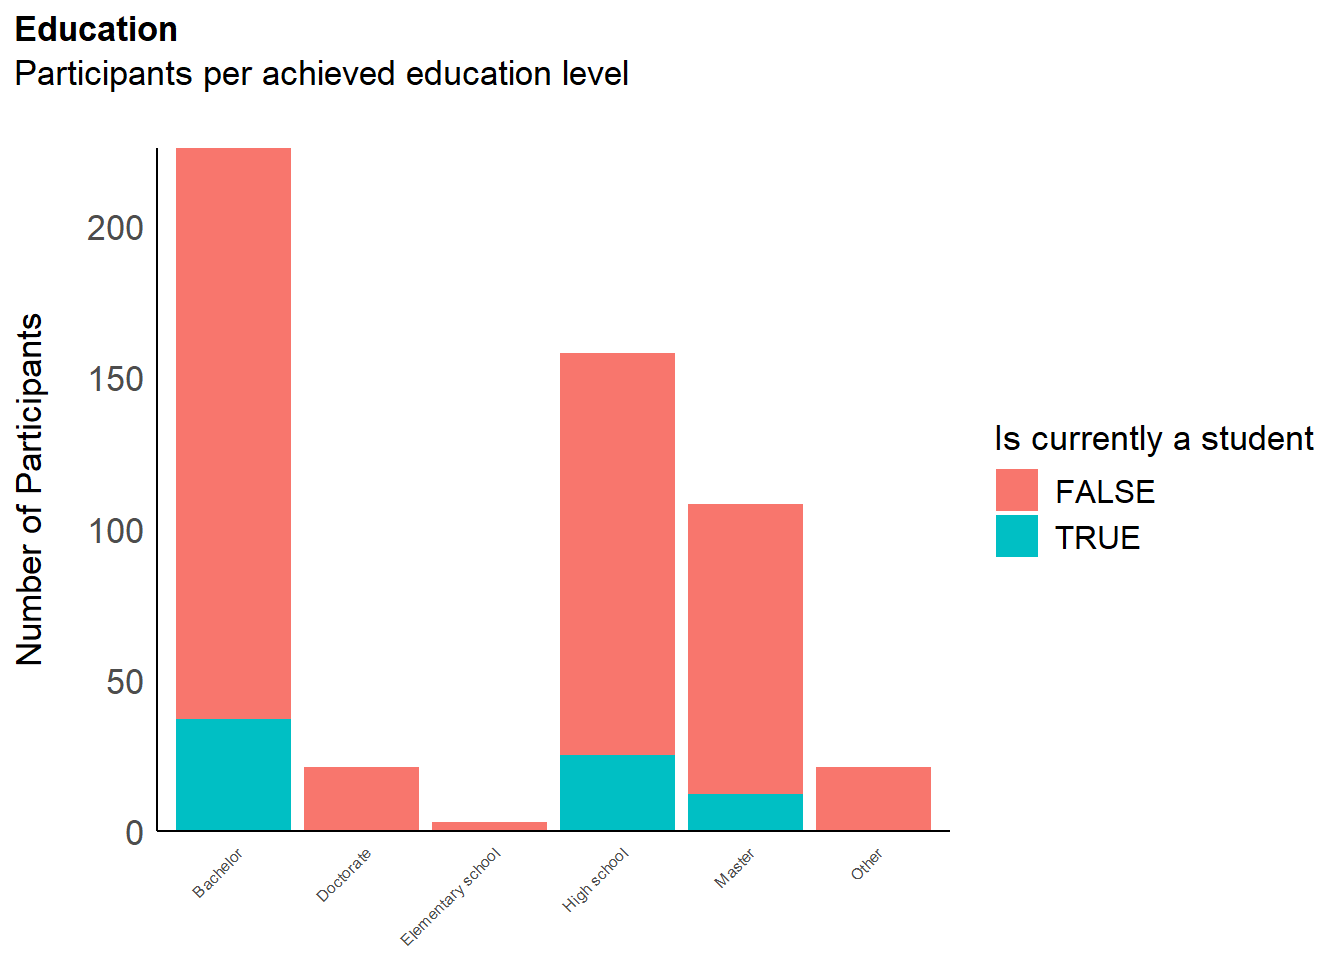 Education
Participants per achieved education level
Number of Participants
200
150
100
50
0
Bachelor
Doctorate
Elementary school
High school
Master
Other
Is currently a student
FALSE
TRUE